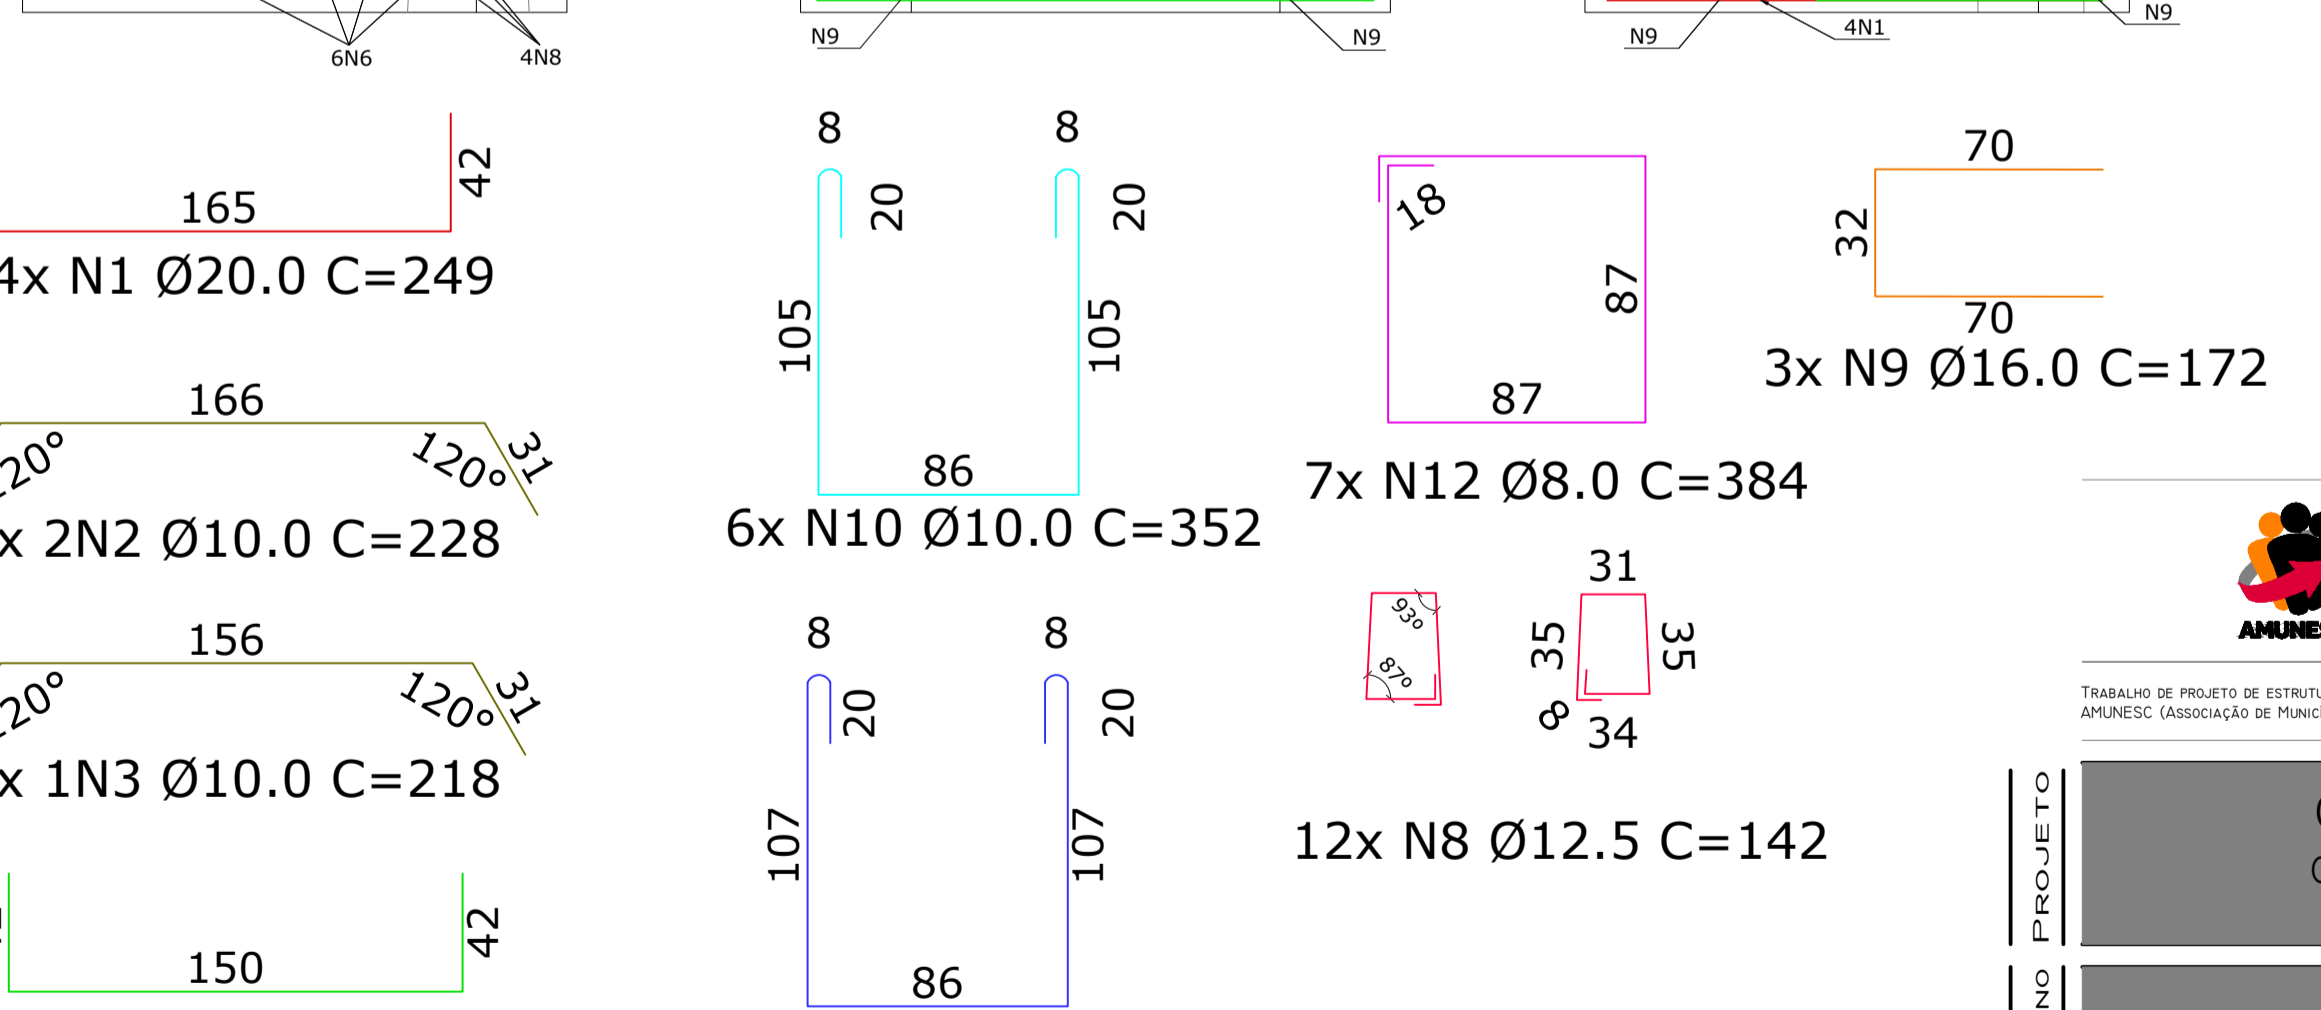 6N6
4N8
N9
N9
N9
4N1
N9
165
42
4x N1 Ø20.0 C=249
166
120°
31
x 2N2 Ø10.0 C=228
156
120°
31
x 1N3 Ø10.0 C=218
42
150
8
8
20
20
105
105
86
6x N10 Ø10.0 C=352
8
8
20
20
107
107
86
18
87
87
7x N12 Ø8.0 C=384
70
32
70
3x N9 Ø16.0 C=172
93º
87º
31
35
35
8
34
12x N8 Ø12.5 C=142
AMUNES
TRABALHO DE PROJETO DE ESTRUTU
AMUNESC (ASSOCIAÇÃO DE MUNIC
PROJETO
NO